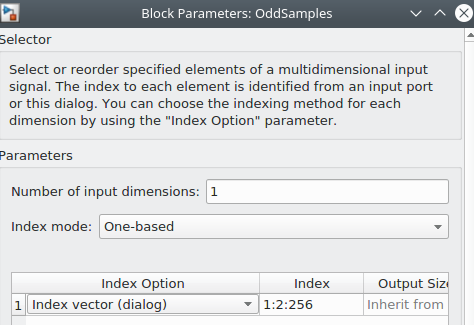 Block Parameters: OddSamples
Selector
Select or reorder specified elements of a multidimensional input
signal. The index to each element is identified from an input port
or this dialog. You can choose the indexing method for each
dimension by using the "Index Option" parameter.
Parameters
Number of input dimensions: 1
Index mode: One-based
Index Option Index Output Size
1 Index vector (dialog) 1:2:256 Inherit from